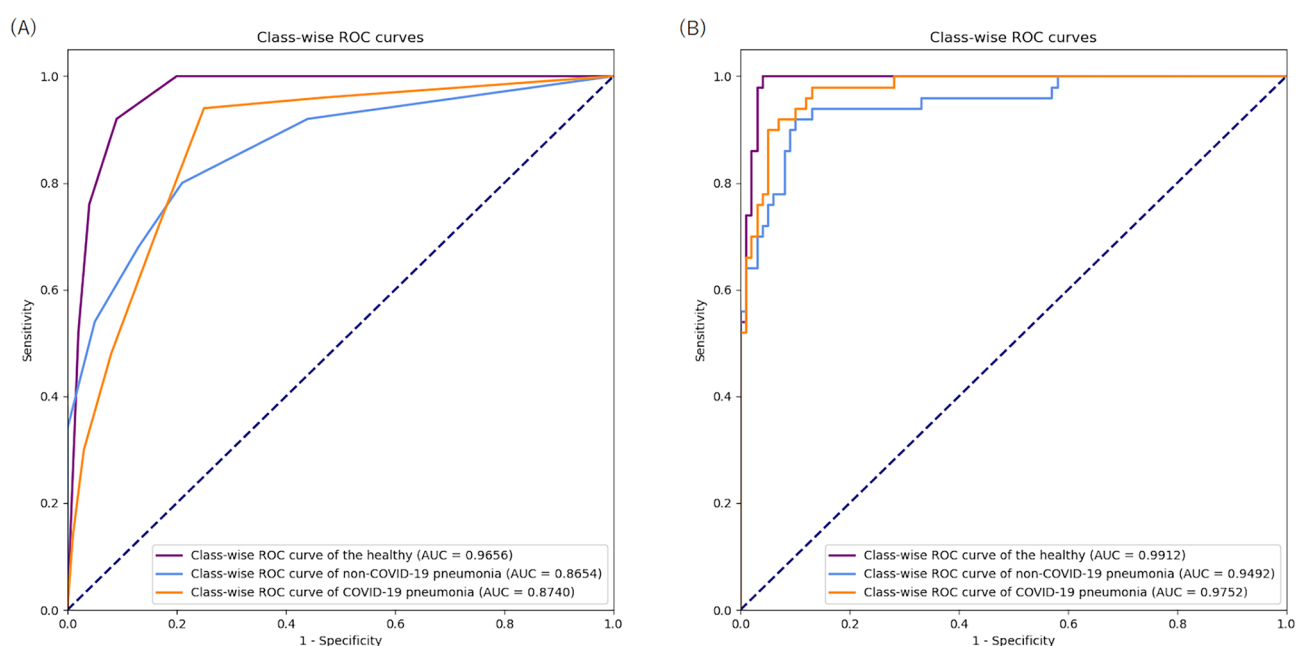 (A)
Class-wise ROC curves
1.0
0.8
0.6
0.4
0.2
0.0
Sensitivity
0.0 0.2 0.4 0.6 0.8 1.0
1 - Specificity
Class-wise ROC curve of the healthy (AUC = 0.9656)
Class-wise ROC curve of non-COVID-19 pneumonia (AUC = 0.8654)
Class-wise ROC curve of COVID-19 pneumonia (AUC = 0.8740)
(B)
Class-wise ROC curves
1.0
0.8
0.6
0.4
0.2
0.0
Sensitivity
0.0 0.2 0.4 0.6 0.8 1.0
1 - Specificity
Class-wise ROC curve of the healthy (AUC = 0.9912)
Class-wise ROC curve of non-COVID-19 pneumonia (AUC = 0.9492)
Class-wise ROC curve of COVID-19 pneumonia (AUC = 0.9752)